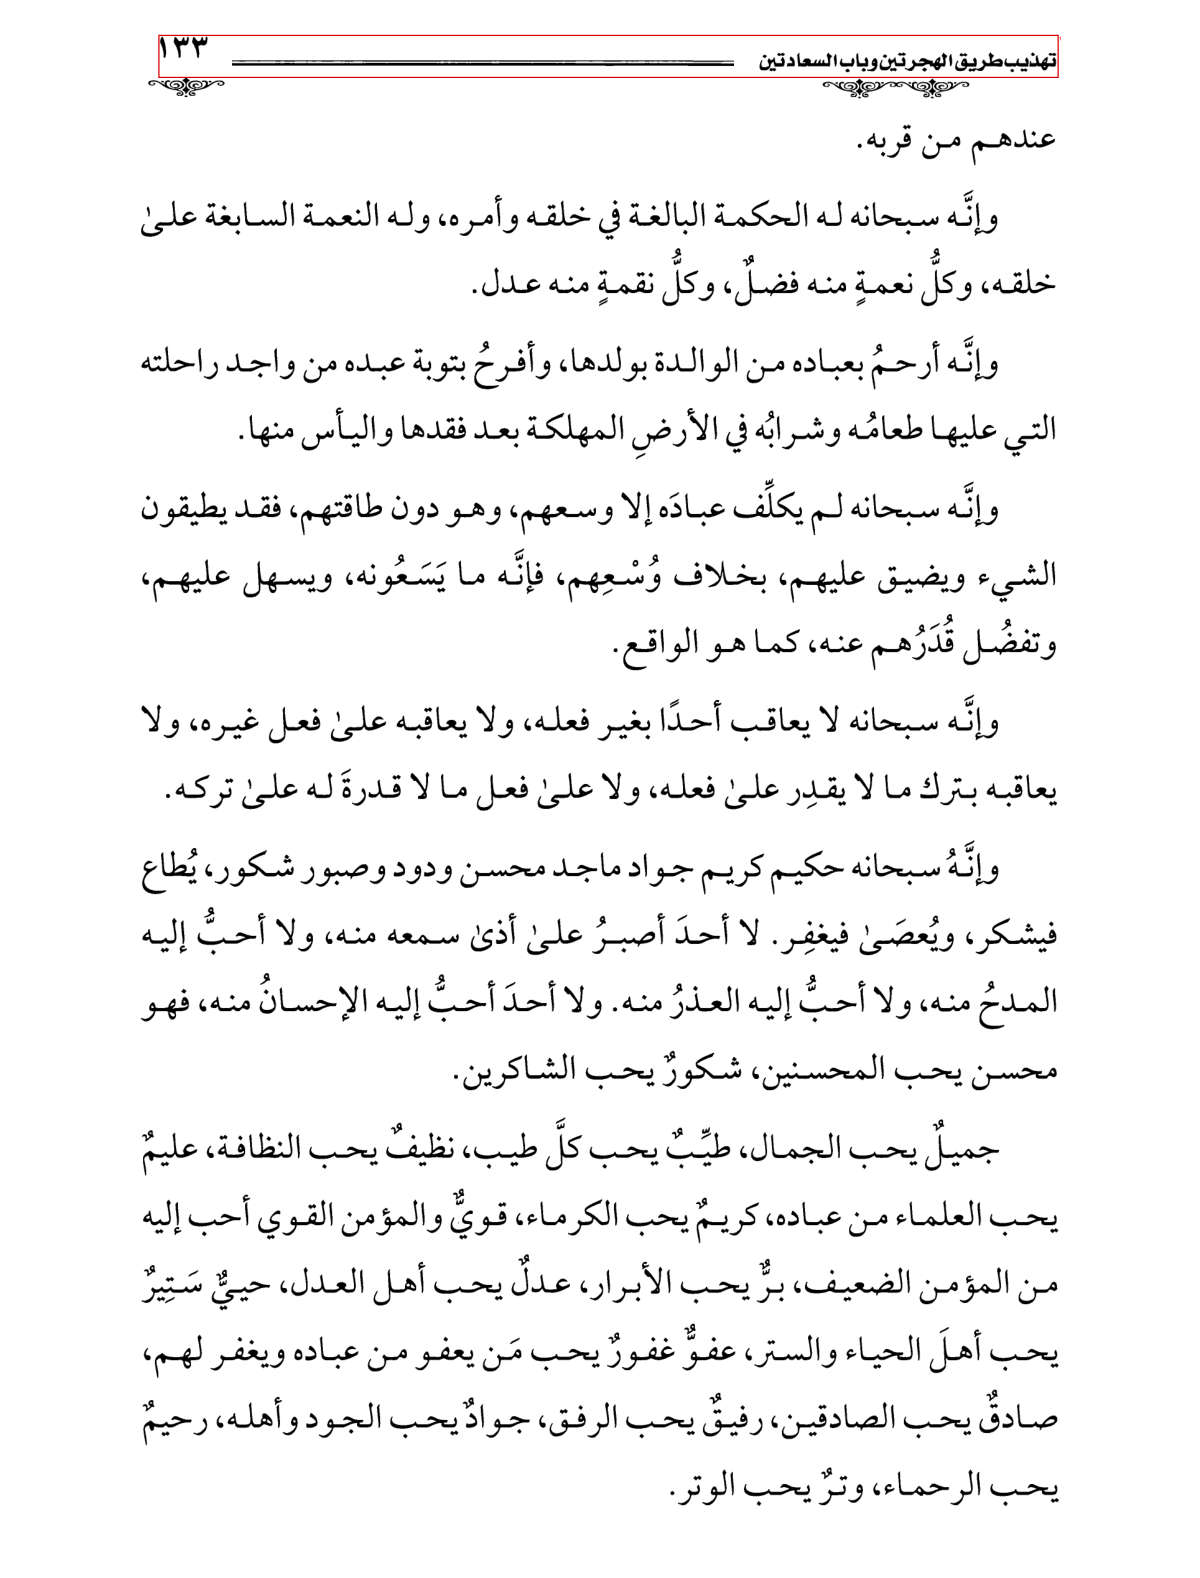 تهذيب طريق الهجرتين وباب السعادتين ١٣٣
عندهم من قربه.
وإنَّه سبحانه له الحكمة البالغة في خلقه وأمره، وله النعمة السابغة علىٰ
خلقه، وكلُّ نعمةٍ منه فضلٌ، وكلُّ نقمةٍ منه عدل.
وإنَّه أرحمُ بعباده من الوالدة بولدها، وأفرحُ بتوبة عبده من واجد راحلته
التي عليها طعامُه وشرابُه في الأرضِ المهلكة بعد فقدها واليأس منها.
وإنَّه سبحانه لم يكلِّف عبادَه إلا وسعهم، وهو دون طاقتهم، فقد يطيقون
الشيء ويضيق عليهم، بخلاف وُسْعِهم، فإنَّه ما يَسَعُونه، ويسهل عليهم،
وتفضُل قُدَرُهم عنه، كما هو الواقع.
وإنَّه سبحانه لا يعاقب أحدًا بغير فعله، ولا يعاقبه علىٰ فعل غيره، ولا
يعاقبه بترك ما لا يقدِر علىٰ فعله، ولا علىٰ فعل ما لا قدرةَ له علىٰ تركه.
وإنَّهُ سبحانه حكيم كريم جواد ماجد محسن ودود وصبور شكور، يُطاع
فيشكر، ويُعصَىٰ فيغفِر. لا أحدَ أصبرُ علىٰ أذىٰ سمعه منه، ولا أحبُّ إليه
المدحُ منه، ولا أحبُّ إليه العذرُ منه. ولا أحدَ أحبُّ إليه الإحسانُ منه، فهو
محسن يحب المحسنين، شكورٌ يحب الشاكرين.
جميلٌ يحب الجمال، طيِّبٌ يحب كلَّ طيب، نظيفٌ يحب النظافة، عليمٌ
يحب العلماء من عباده، كريمٌ يحب الكرماء، قويٌّ والمؤمن القوي أحب إليه
من المؤمن الضعيف، برٌّ يحب الأبرار، عدلٌ يحب أهل العدل، حييٌّ سَتِيرٌ
يحب أهلَ الحياء والستر، عفوٌّ غفورٌ يحب مَن يعفو من عباده ويغفر لهم،
صادقٌ يحب الصادقين، رفيقٌ يحب الرفق، جوادٌ يحب الجود وأهله، رحيمٌ
يحب الرحماء، وترٌ يحب الوتر.